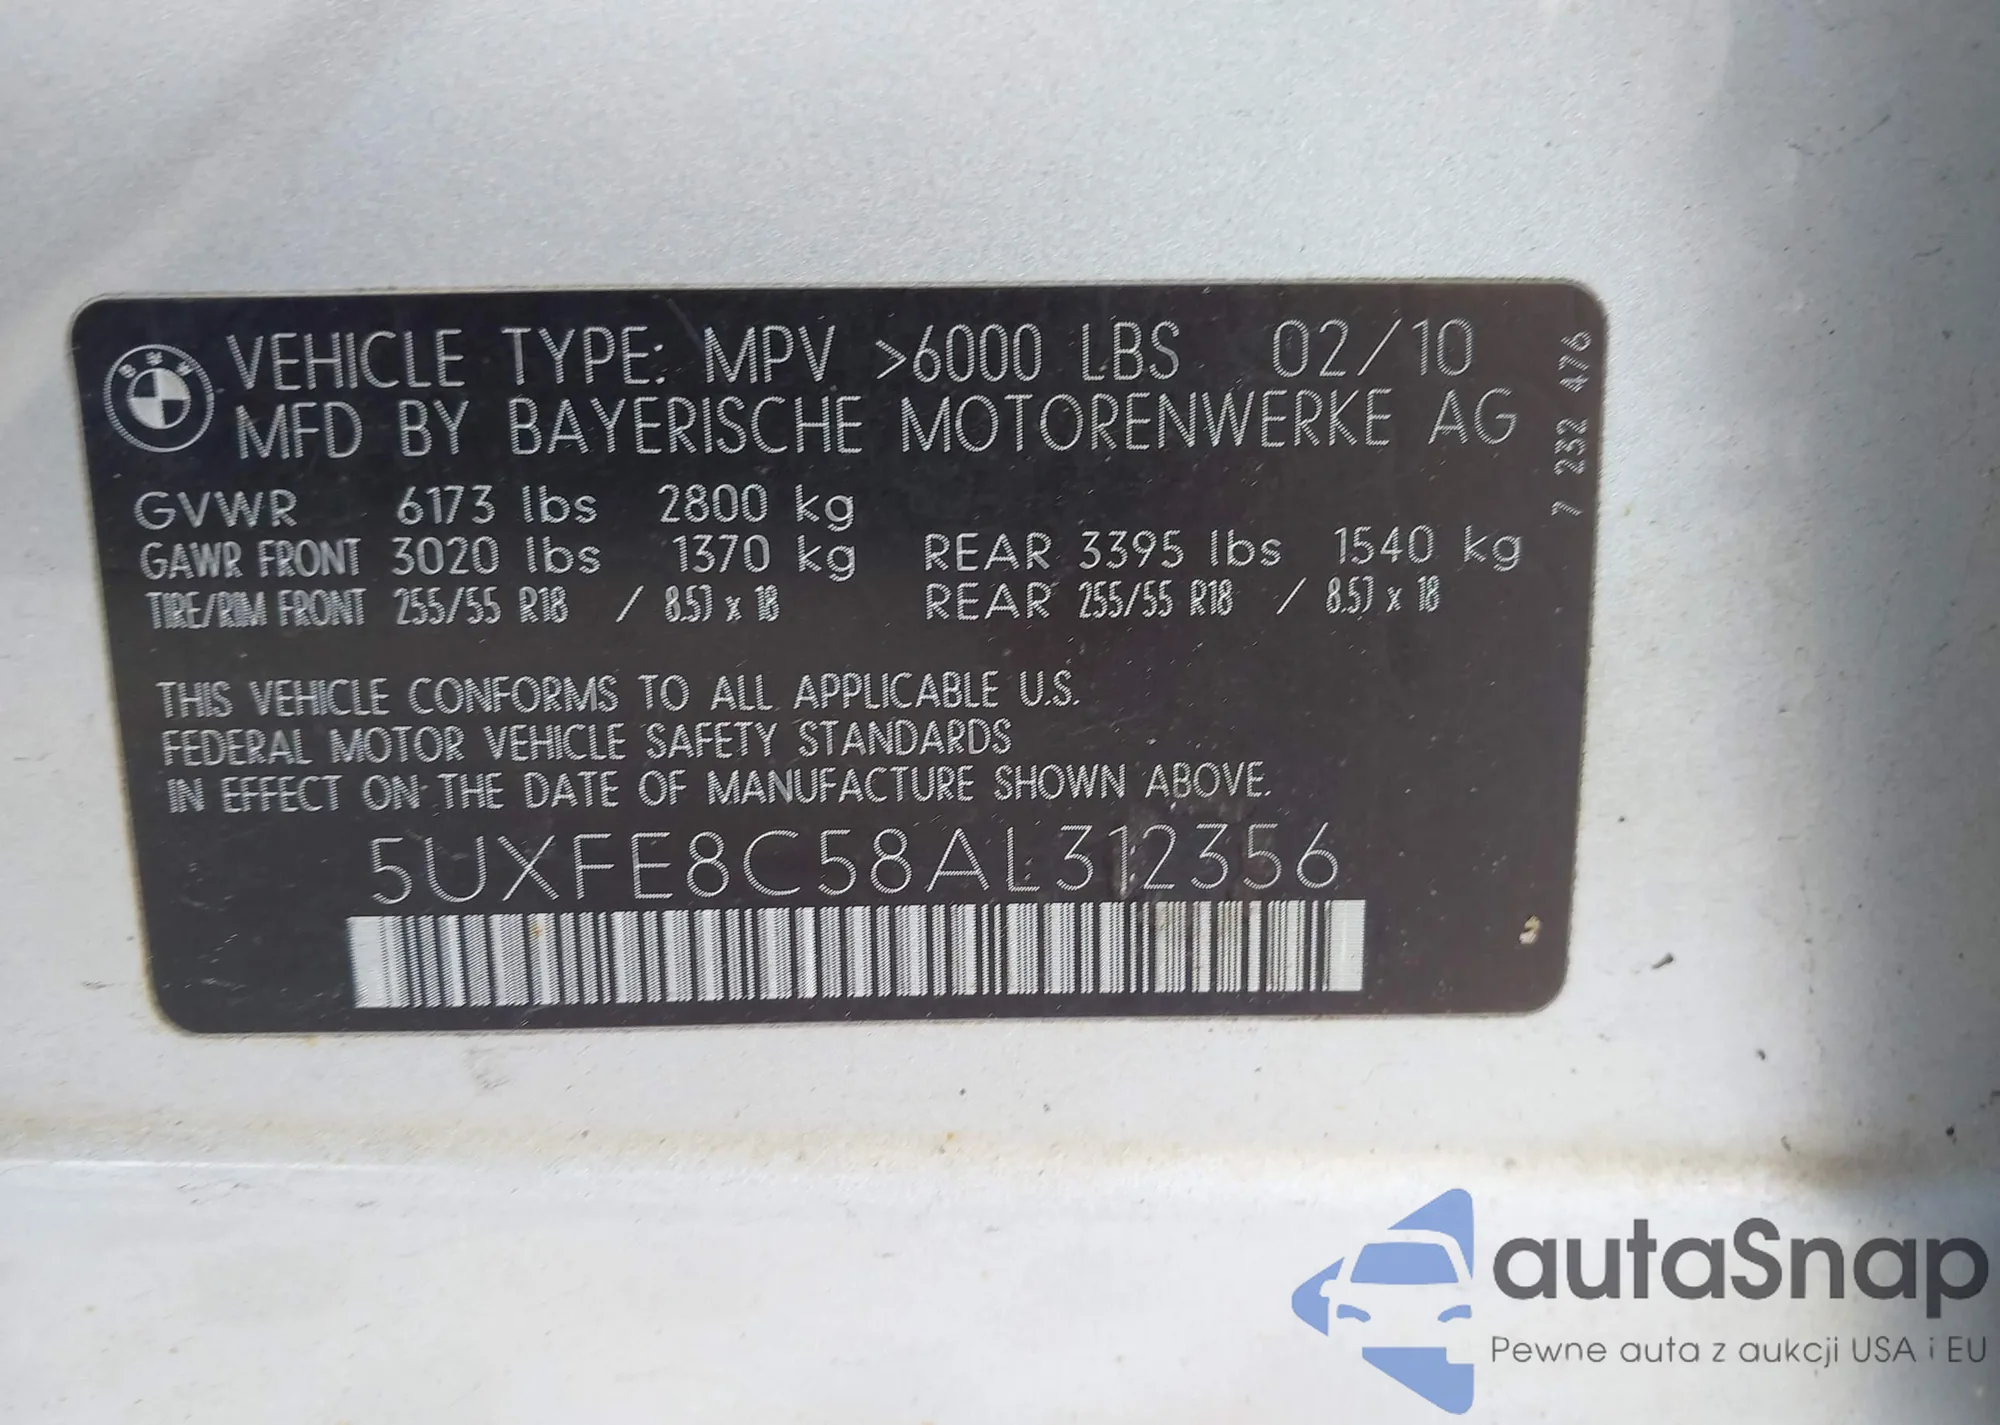 VEHICLE TYPE: MPV >6000 LBS 02/10
MFD BY BAYERISCHE MOTORENWERKE AG
7 232 476
GVWR 6173 lbs 2800 kg
GAWR FRONT 3020 lbs 1370 kg REAR 3395 lbs 1540 kg
TIRE/RIM FRONT 255/55 R18 / 8.5J x 18 REAR 255/55 R18 / 8.5J x 18
THIS VEHICLE CONFORMS TO ALL APPLICABLE U.S.
FEDERAL MOTOR VEHICLE SAFETY STANDARDS
IN EFFECT ON THE DATE OF MANUFACTURE SHOWN ABOVE.
5UXFE8C58AL312356
autaSnap
Pewne auta z aukcji USA i EU